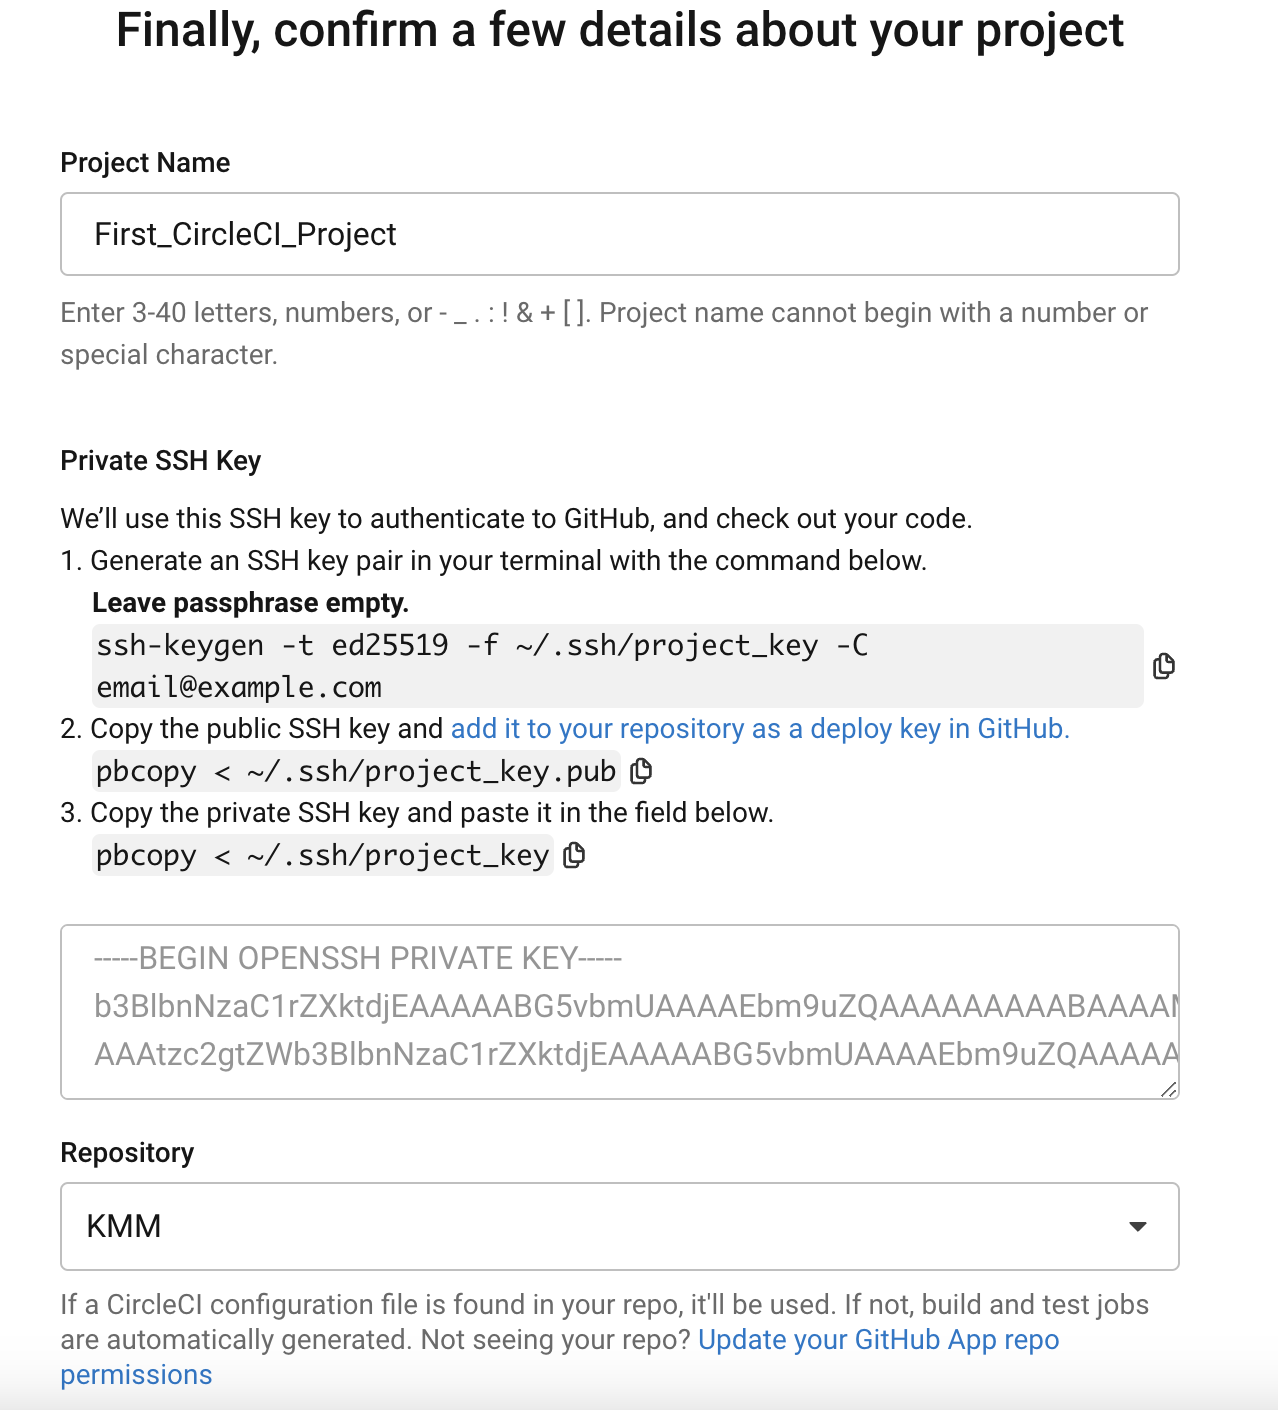 Finally, confirm a few details about your project
Project Name
First_CircleCI_Project
Enter 3-40 letters, numbers, or - _ . : ! & + [ ]. Project name cannot begin with a number or
special character.
Private SSH Key
We’ll use this SSH key to authenticate to GitHub, and check out your code.
1. Generate an SSH key pair in your terminal with the command below.
Leave passphrase empty.
ssh-keygen -t ed25519 -f ~/.ssh/project_key -C
email@example.com
2. Copy the public SSH key and add it to your repository as a deploy key in GitHub.
pbcopy < ~/.ssh/project_key.pub
3. Copy the private SSH key and paste it in the field below.
pbcopy < ~/.ssh/project_key
-----BEGIN OPENSSH PRIVATE KEY-----
b3BlbnNzaC1rZXktdjEAAAAABG5vbmUAAAAEbm9uZQAAAAAAAAABAAAAM
AAAtzc2gtZWb3BlbnNzaC1rZXktdjEAAAAABG5vbmUAAAAEbm9uZQAAAAA
Repository
KMM
If a CircleCI configuration file is found in your repo, it'll be used. If not, build and test jobs
are automatically generated. Not seeing your repo? Update your GitHub App repo
permissions